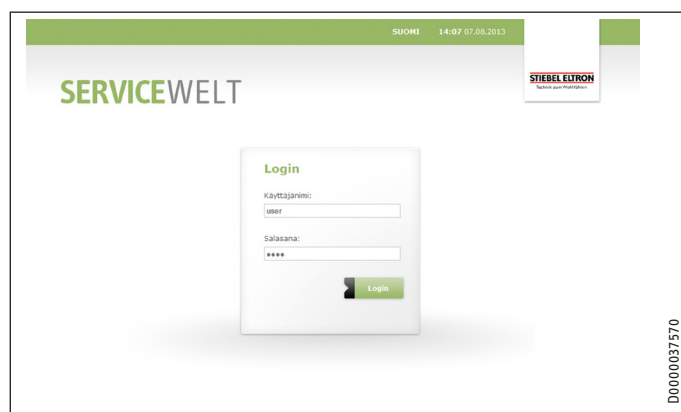 SUOMI 14:07 07.08.2013
STIEBEL ELTRON
Technik zum Wohlfühlen
SERVICEWELT
Login
Käyttäjänimi:
user
Salasana:
••••
Login
D0000037570